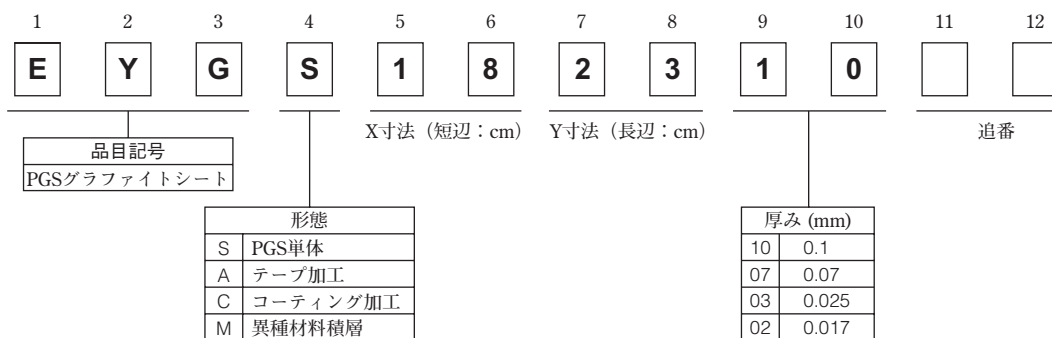 1 2 3 4 5 6 7 8 9 10 11 12
E Y G S 1 8 2 3 1 0
X寸法（短辺：cm） Y寸法（長辺：cm） 追番
品目記号
PGSグラファイトシート
形態
S PGS単体
A テープ加工
C コーティング加工
M 異種材料積層
厚み (mm)
10 0.1
07 0.07
03 0.025
02 0.017